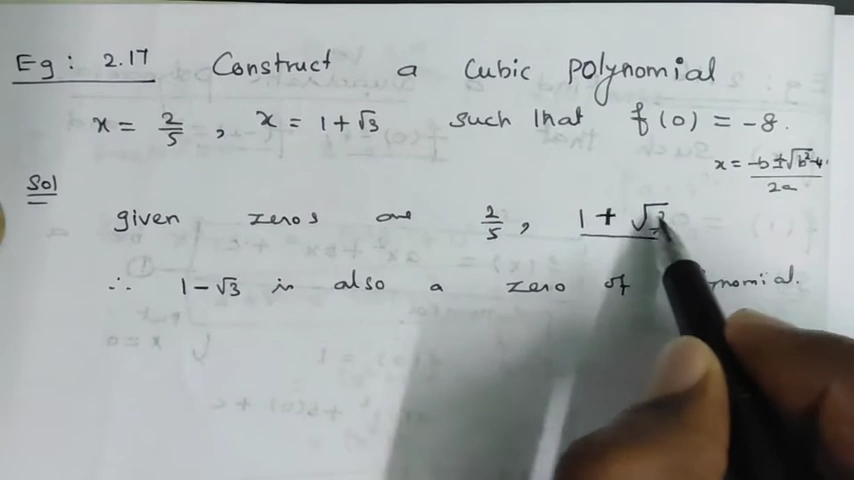 Eg: 2.17 Construct a cubic polynomial
x = 2/5, x = 1+√3 such that f(0) = -8.
x = -b ± √b²-4
2a
Sol
given zeros are 2/5, 1+√3
∴ 1-√3 is also a zero of